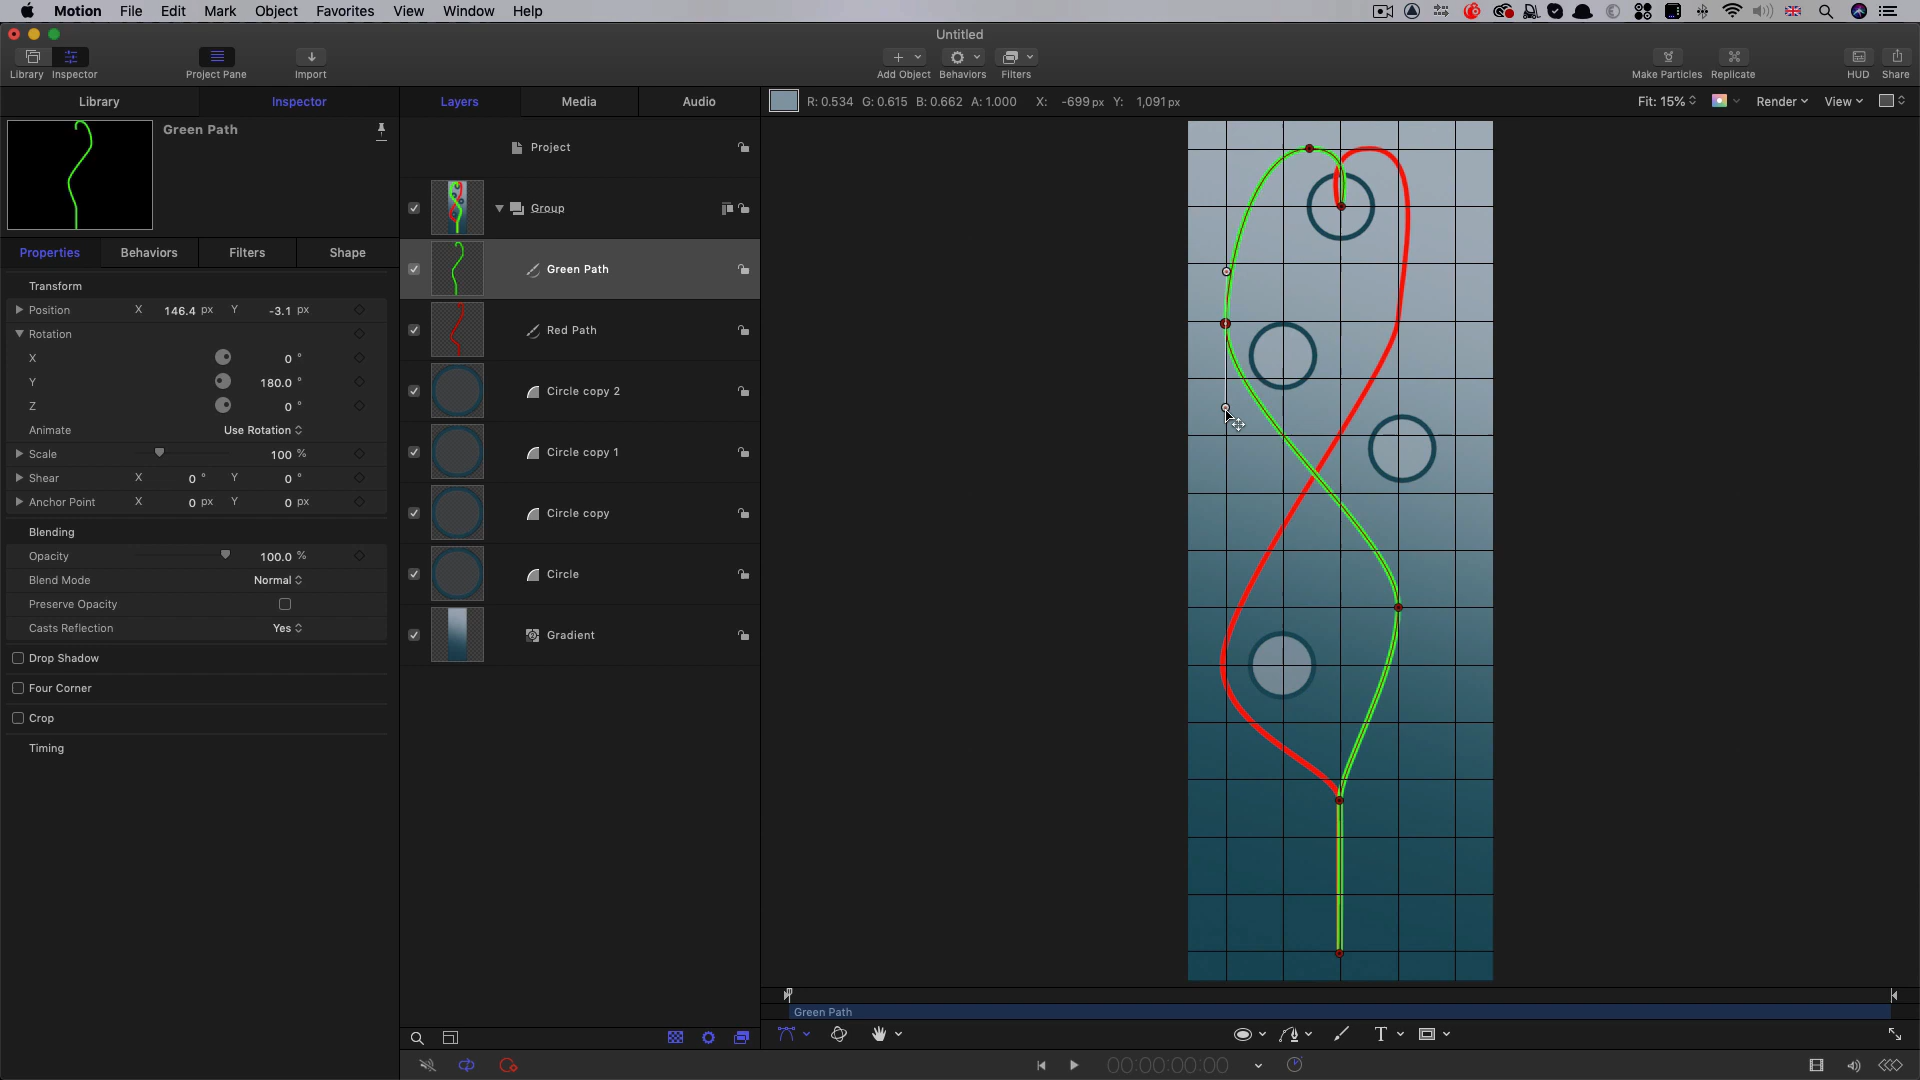 Motion File Edit Mark Object Favorites View Window Help
Untitled
Library Inspector Project Pane Import Add Object Behaviors Filters Make Particles Replicate HUD Share
Library Inspector Layers Media Audio R: 0.534 G: 0.615 B: 0.662 A: 1.000 X: -699 px Y: 1,091 px Fit: 15% Render View
Green Path
Project
Group
Properties Behaviors Filters Shape
Green Path
Transform
Position X 146.4 px Y -3.1 px
Rotation
Red Path
X 0 °
Y 180.0 °
Circle copy 2
Z 0 °
Animate Use Rotation
Scale 100 %
Circle copy 1
Shear X 0 ° Y 0 °
Anchor Point X 0 px Y 0 px
Circle copy
Blending
Opacity 100.0 %
Circle
Blend Mode Normal
Preserve Opacity
Casts Reflection Yes
Gradient
Drop Shadow
Four Corner
Crop
Timing
Green Path
T
00:00:00:00